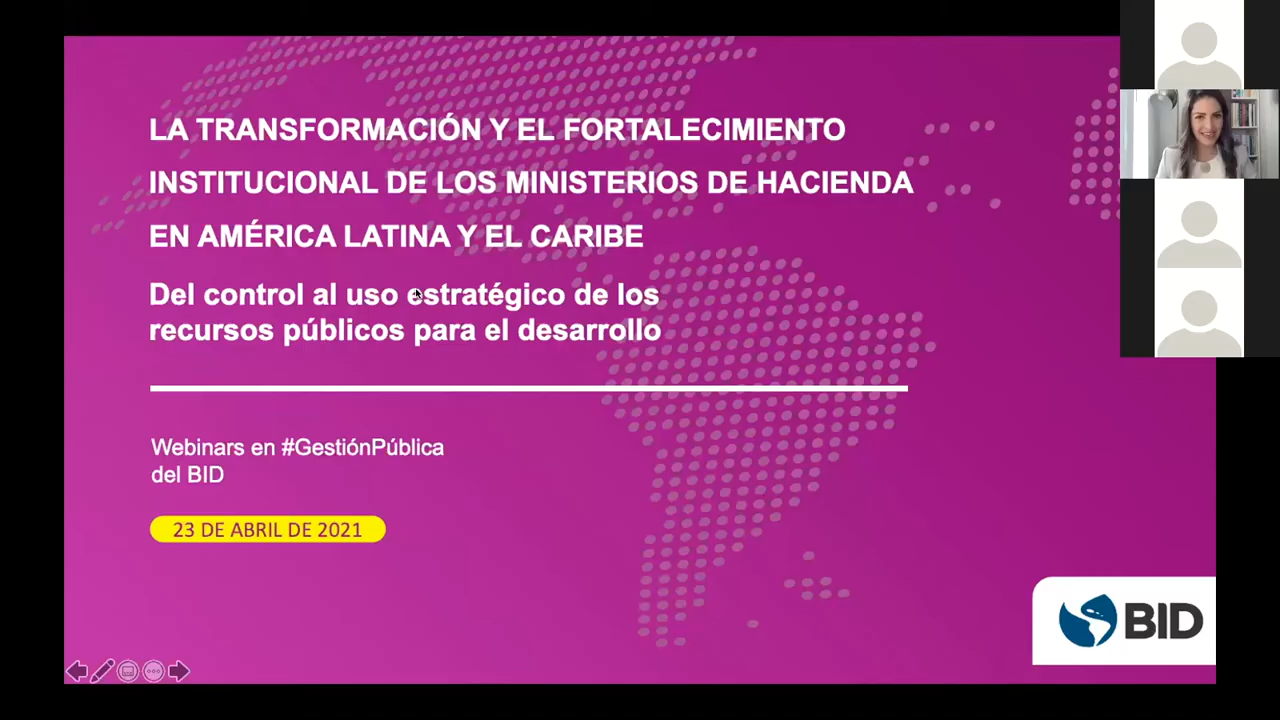 LA TRANSFORMACIÓN Y EL FORTALECIMIENTO
INSTITUCIONAL DE LOS MINISTERIOS DE HACIENDA
EN AMÉRICA LATINA Y EL CARIBE
Del control al uso estratégico de los
recursos públicos para el desarrollo
Webinars en #GestiónPública
del BID
23 DE ABRIL DE 2021
BID